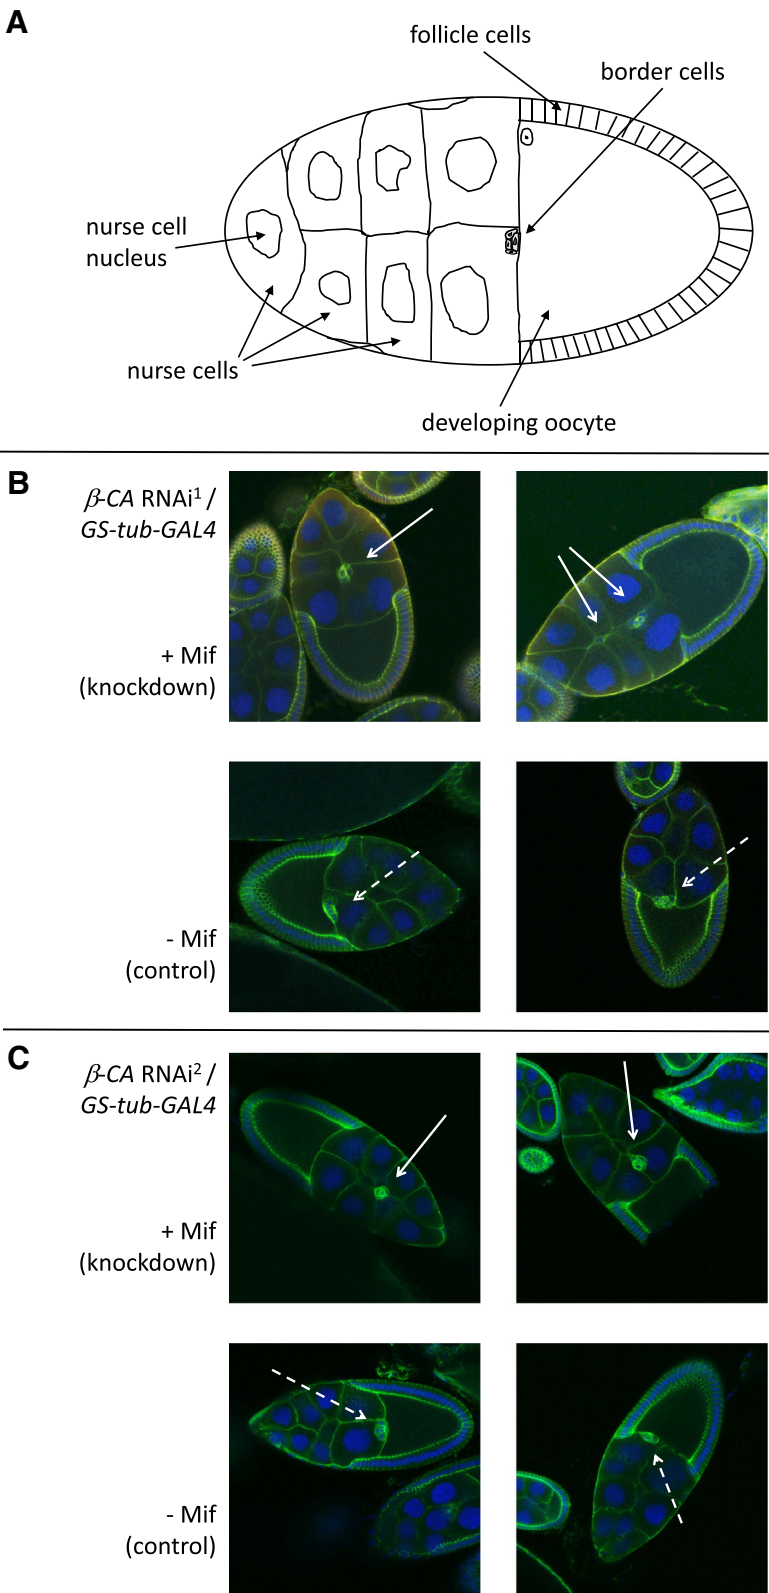 A
follicle cells
border cells
nurse cell
nucleus
nurse cells
developing oocyte
B
β-CA RNAi¹ /
GS-tub-GAL4
+ Mif
(knockdown)
- Mif
(control)
C
β-CA RNAi² /
GS-tub-GAL4
+ Mif
(knockdown)
- Mif
(control)